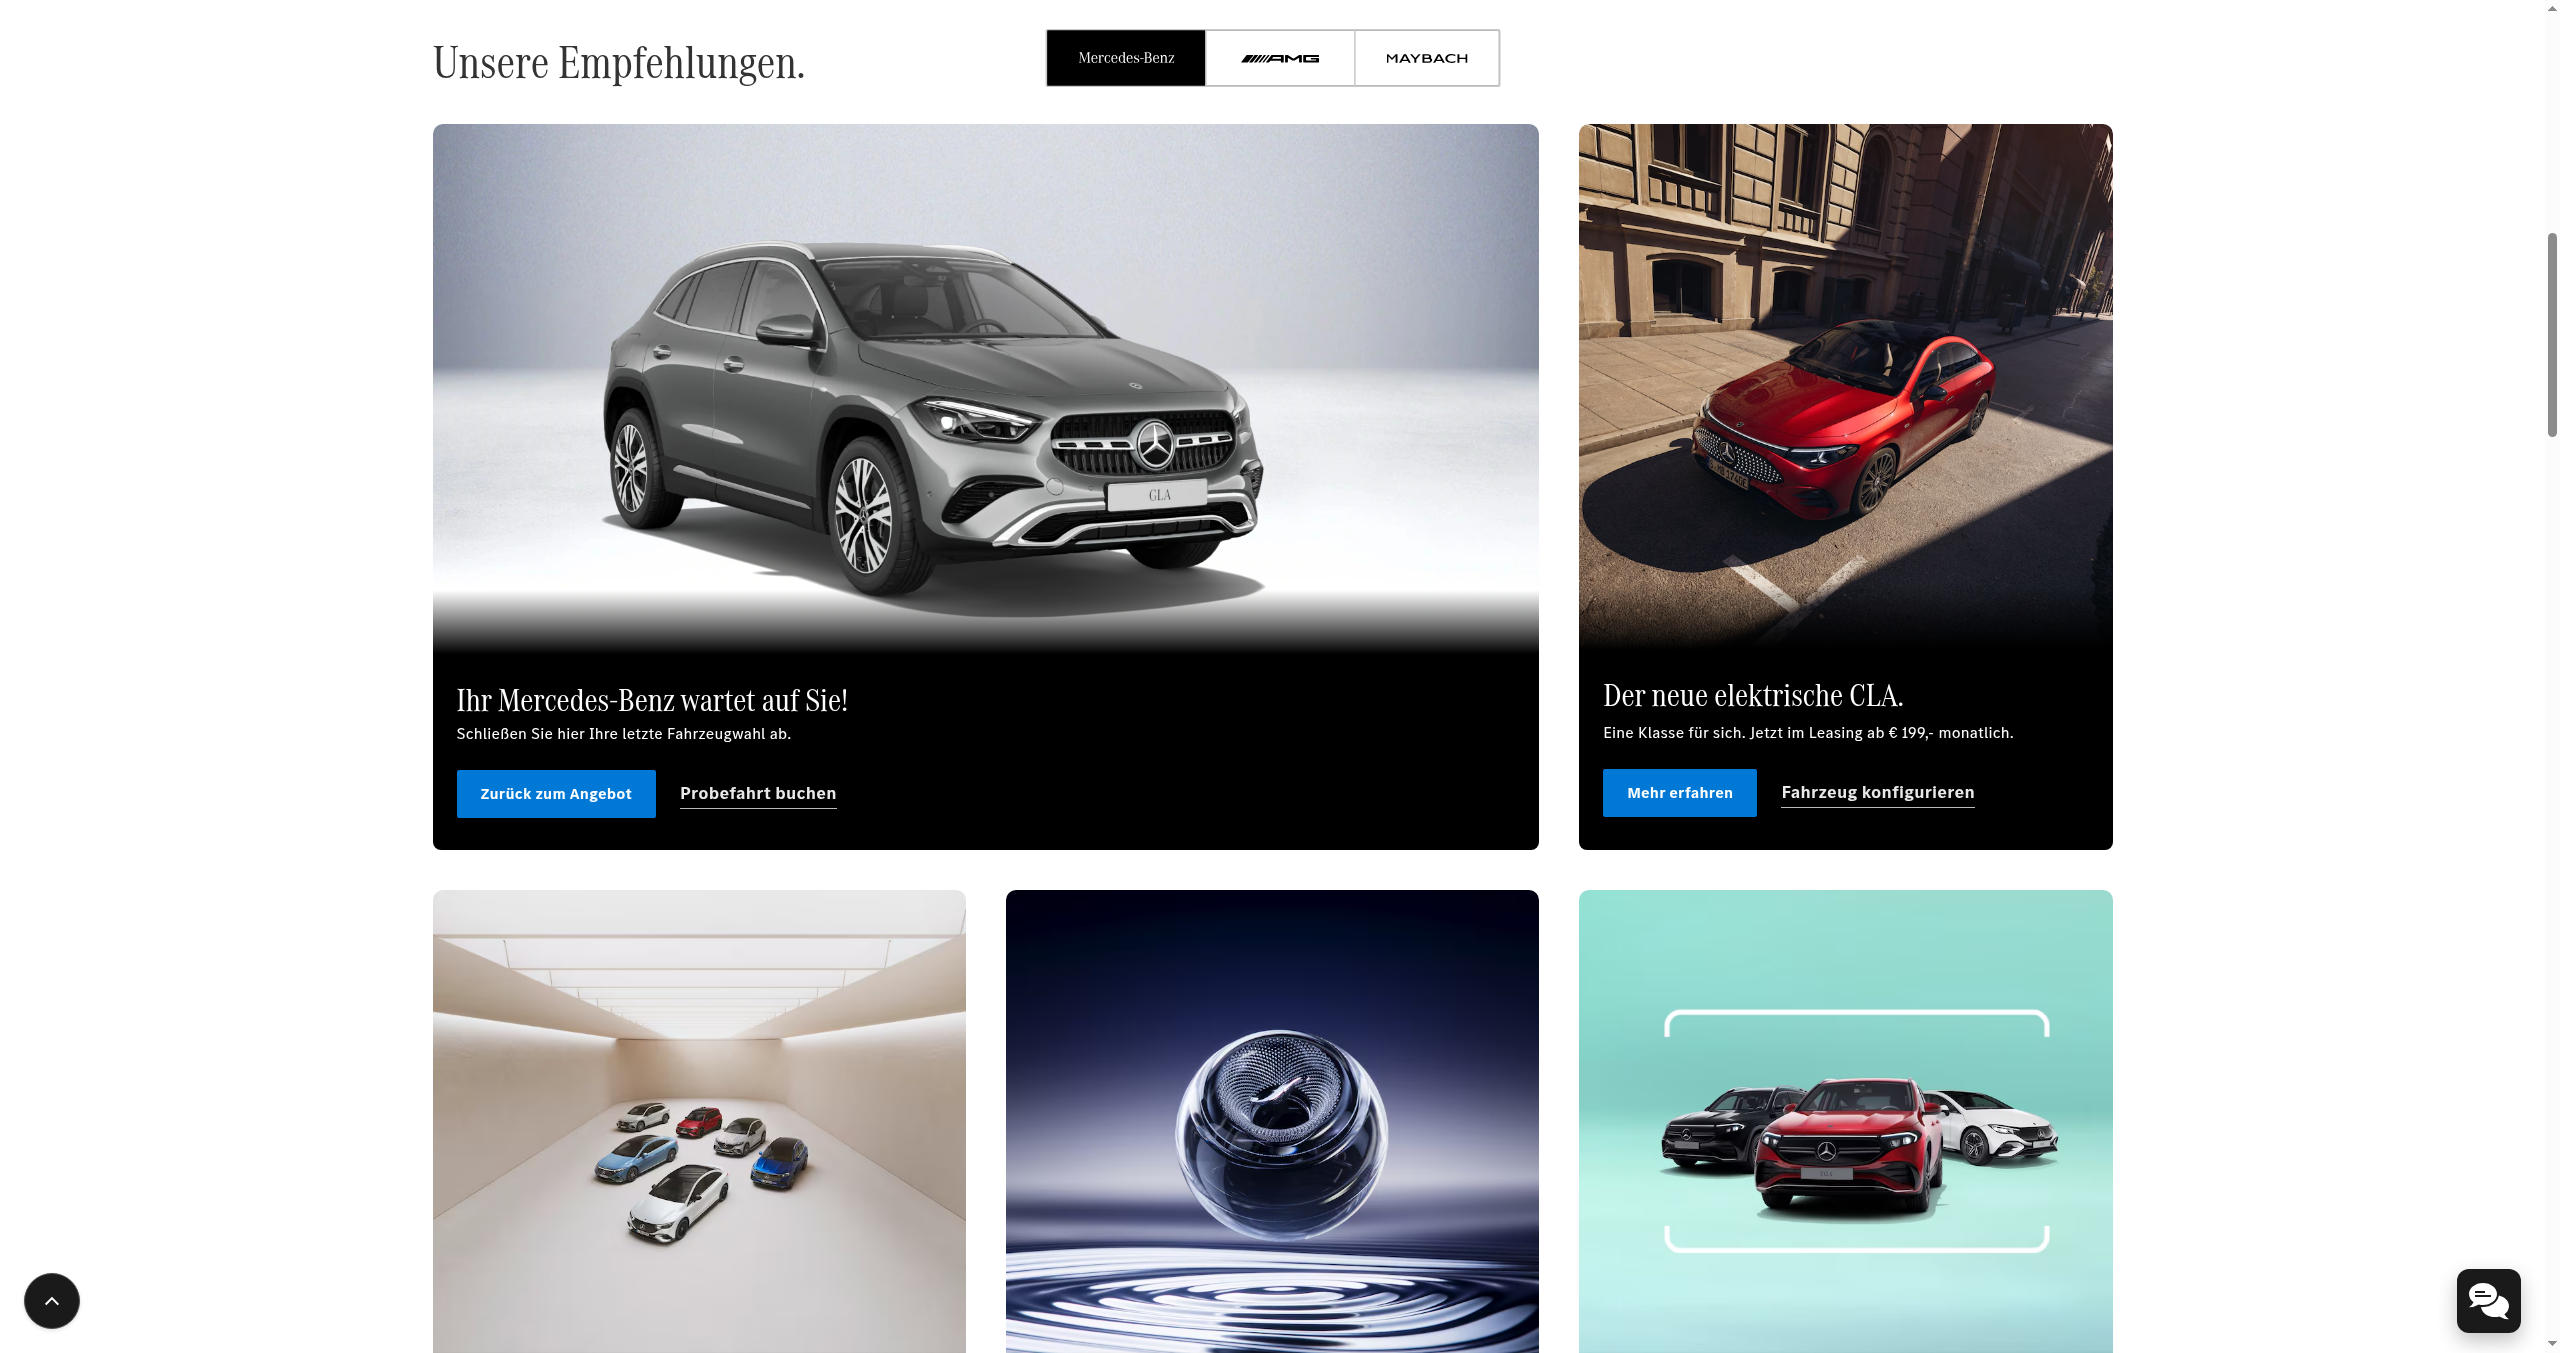 Unsere Empfehlungen.
Mercedes-Benz
AMG
MAYBACH
GLA
Ihr Mercedes-Benz wartet auf Sie!
Schließen Sie hier Ihre letzte Fahrzeugwahl ab.
Zurück zum Angebot
Probefahrt buchen
Der neue elektrische CLA.
Eine Klasse für sich. Jetzt im Leasing ab € 199,- monatlich.
Mehr erfahren
Fahrzeug konfigurieren